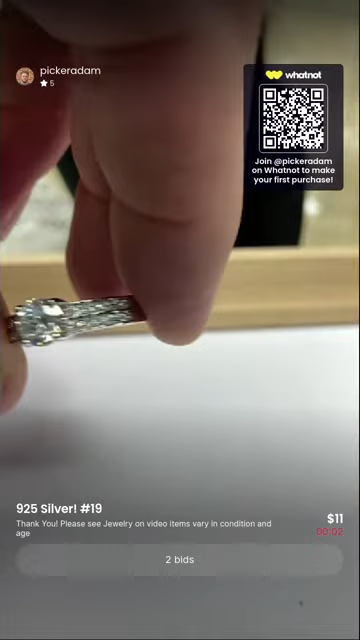 pickeradam
★ 5
whatnot
Join @pickeradam
on Whatnot to make
your first purchase!
925 Silver! #19
Thank You! Please see Jewelry on video items vary in condition and
age
$11
00:02
2 bids